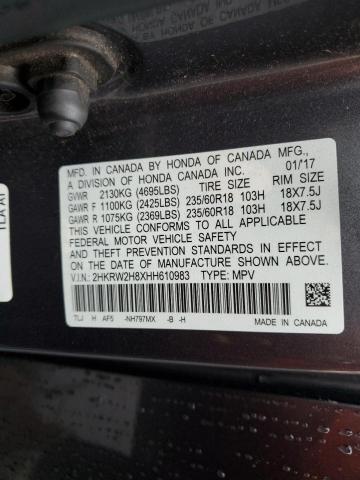 MFD. IN CANADA BY HONDA OF CANADA MFG.,
A DIVISION OF HONDA CANADA INC. 01/17
GVWR 2130KG (4695LBS) TIRE SIZE RIM SIZE
GAWR F 1100KG (2425LBS) 235/60R18 103H 18X7.5J
GAWR R 1075KG (2369LBS) 235/60R18 103H 18X7.5J
THIS VEHICLE CONFORMS TO ALL APPLICABLE
FEDERAL MOTOR VEHICLE SAFETY, BUMPER,
AND THEFT PREVENTION STANDARDS IN EFFECT
ON THE DATE OF MANUFACTURE SHOWN ABOVE.
V.I.N.: 2HKRW2H8XHH610983 TYPE: MPV
TLJ H AF5 -NH797MX -B -H
MADE IN CANADA
TLA A1